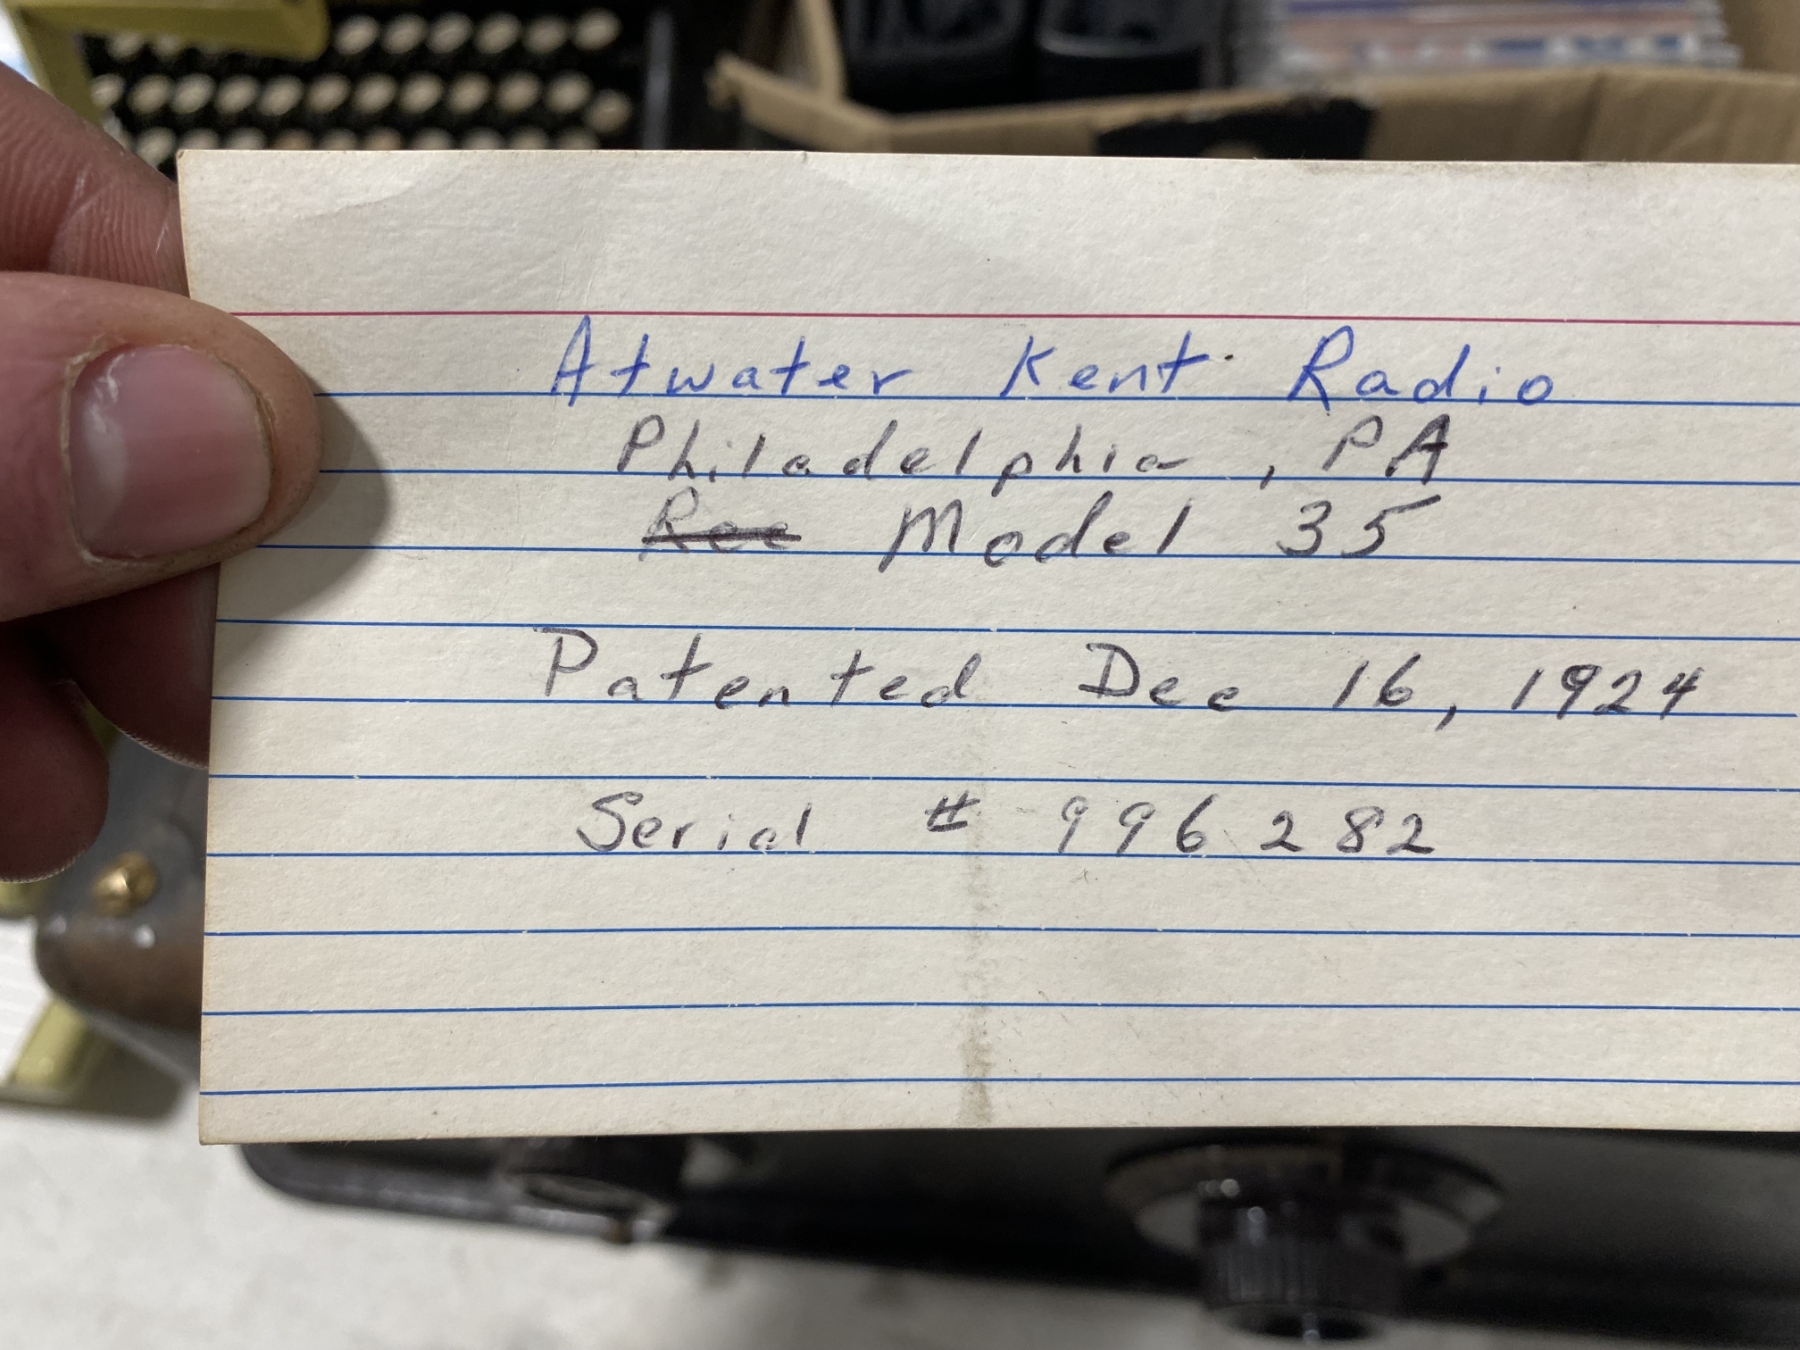 Atwater Kent Radio
Philadelphia, PA
Model 35
Patented Dec 16, 1924
Serial # 996282